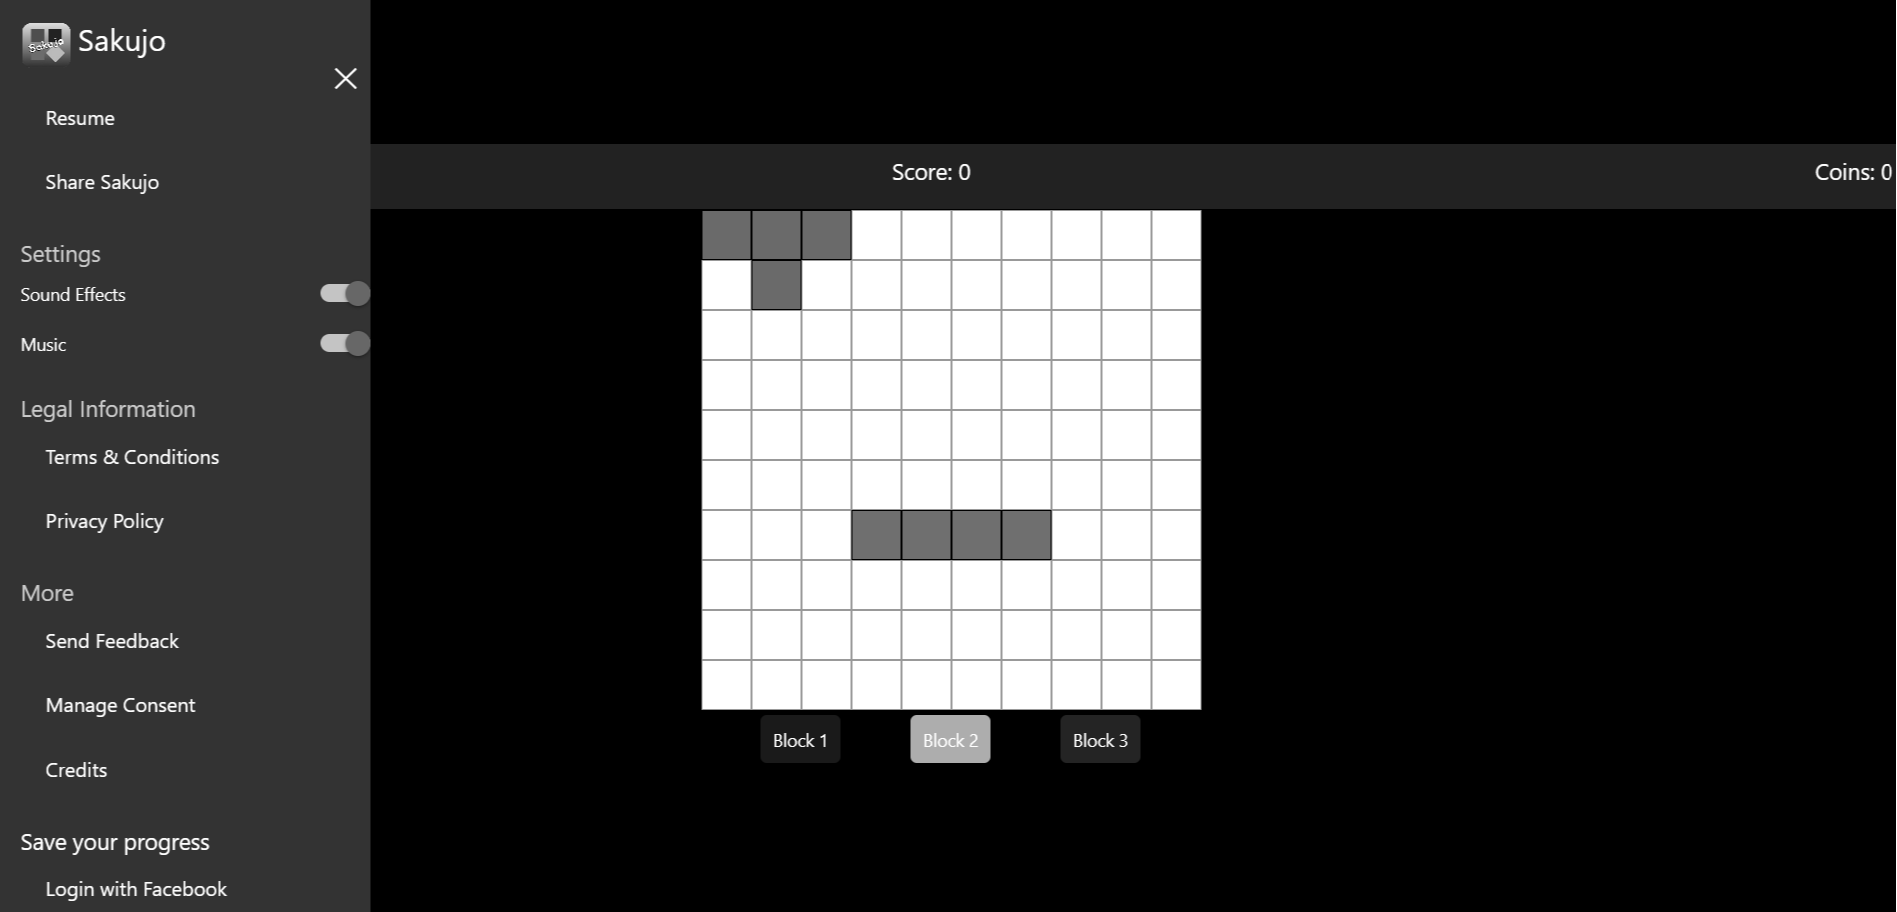 Sakujo
Sakujo
Resume
Share Sakujo
Settings
Sound Effects
Music
Legal Information
Terms & Conditions
Privacy Policy
More
Send Feedback
Manage Consent
Credits
Save your progress
Login with Facebook
Score: 0
Coins: 0
Block 1
Block 2
Block 3